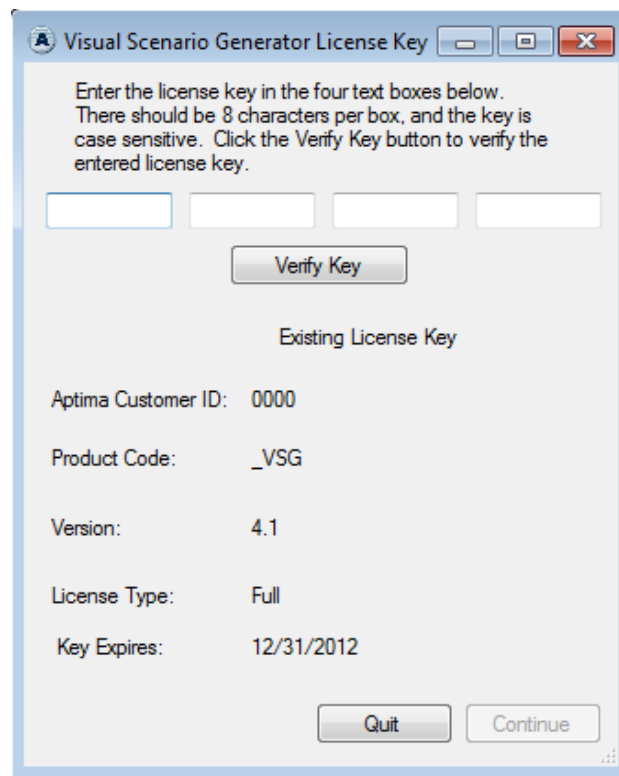 Visual Scenario Generator License Key
Enter the license key in the four text boxes below.
There should be 8 characters per box, and the key is
case sensitive. Click the Verify Key button to verify the
entered license key.
Verify Key
Existing License Key
Aptima Customer ID: 0000
Product Code: _VSG
Version: 4.1
License Type: Full
Key Expires: 12/31/2012
Quit Continue